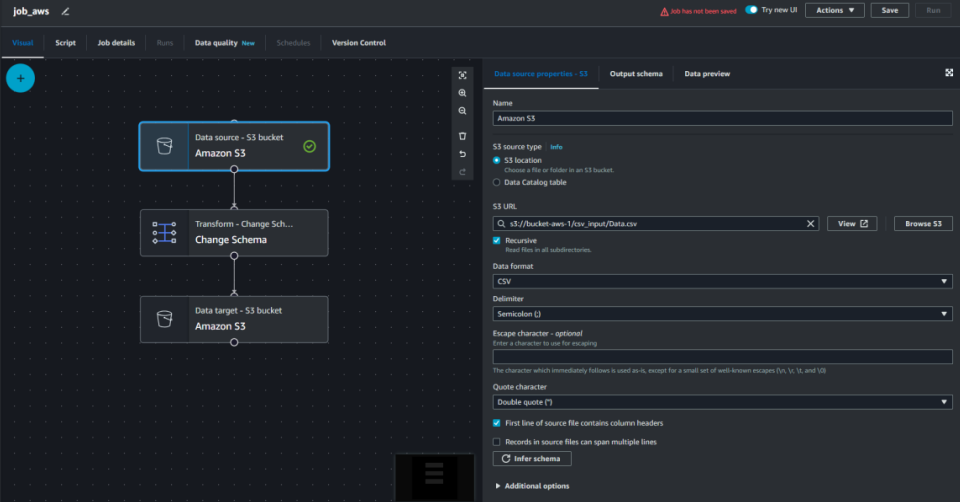 job_aws
Job has not been saved
Try new UI
Actions
Save
Run
Visual
Script
Job details
Runs
Data quality New
Schedules
Version Control
Data source - S3 bucket
Amazon S3
Transform - Change Sch...
Change Schema
Data target - S3 bucket
Amazon S3
Data source properties - S3
Output schema
Data preview
Name
Amazon S3
S3 source type
Info
S3 location
Choose a file or folder in an S3 bucket.
Data Catalog table
S3 URL
s3://bucket-aws-1/csv_input/Data.csv
View
Browse S3
Recursive
Read files in all subdirectories.
Data format
CSV
Delimiter
Semicolon (;)
Escape character - optional
Enter a character to use for escaping
The character which immediately follows is used as-is, except for a small set of well-known escapes (\n, \r, \t, and \0)
Quote character
Double quote (")
First line of source file contains column headers
Records in source files can span multiple lines
Infer schema
Additional options